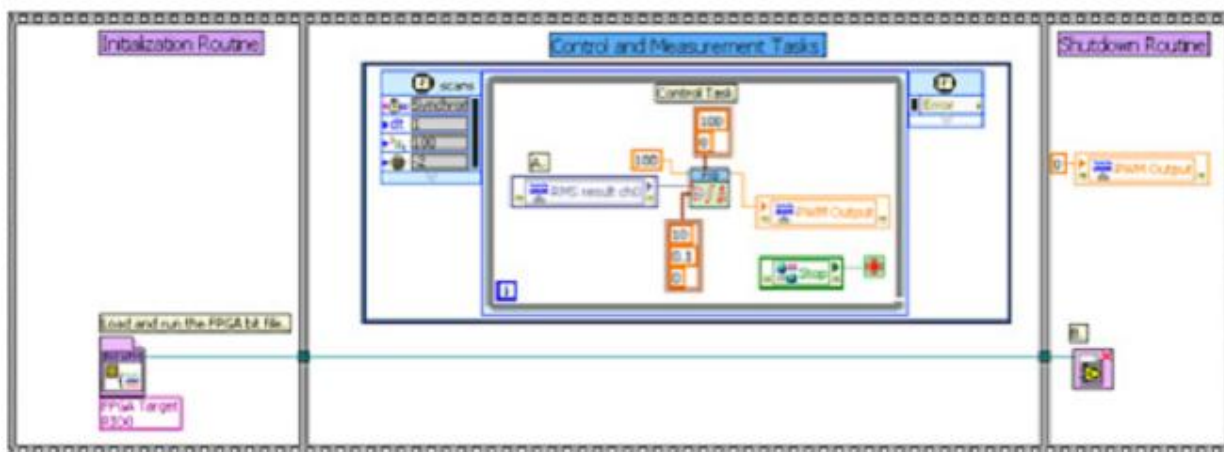 Initialization Routine
Control and Measurement Tasks
Shutdown Routine
scans
Control Task
Error
dt
1
100
100
0
-2
A.
100
RMS result ch0
PWM Output
0
PWM Output
10
0.1
0
Stop
i
Load and run the FPGA bit file.
B.
FPGA Target
RIO0